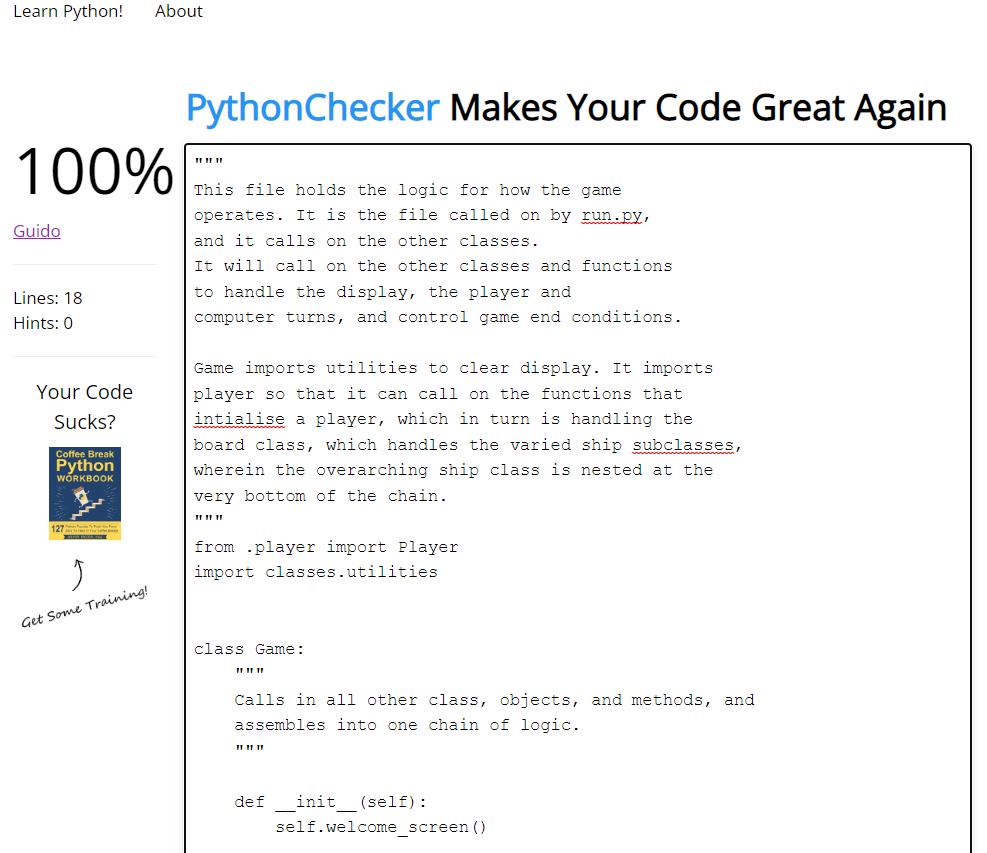 Learn Python! About
PythonChecker Makes Your Code Great Again
100%
Guido
Lines: 18
Hints: 0
Your Code
Sucks?
Coffee Break
Python
WORKBOOK
127
Get Some Training!
"""
This file holds the logic for how the game
operates. It is the file called on by run.py,
and it calls on the other classes.
It will call on the other classes and functions
to handle the display, the player and
computer turns, and control game end conditions.
Game imports utilities to clear display. It imports
player so that it can call on the functions that
intialise a player, which in turn is handling the
board class, which handles the varied ship subclasses,
wherein the overarching ship class is nested at the
very bottom of the chain.
"""
from .player import Player
import classes.utilities
class Game:
"""
Calls in all other class, objects, and methods, and
assembles into one chain of logic.
"""
def __init__(self):
self.welcome_screen()